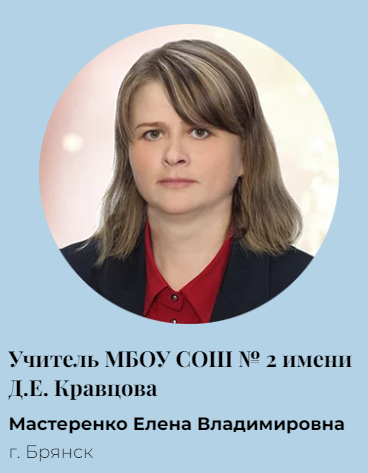 Учитель МБОУ СОШ № 2 имени
Д.Е. Кравцова
Мастеренко Елена Владимировна
г. Брянск